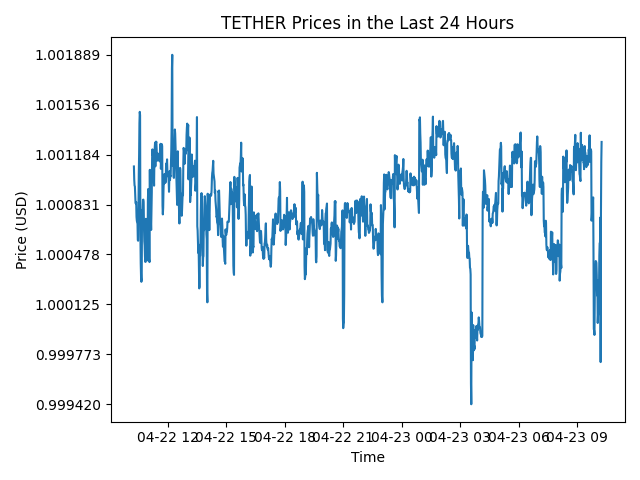 TETHER Prices in the Last 24 Hours
Price (USD)
1.001889
1.001536
1.001184
1.000831
1.000478
1.000125
0.999773
0.999420
04-22 12 04-22 15 04-22 18 04-22 21 04-23 00 04-23 03 04-23 06 04-23 09
Time